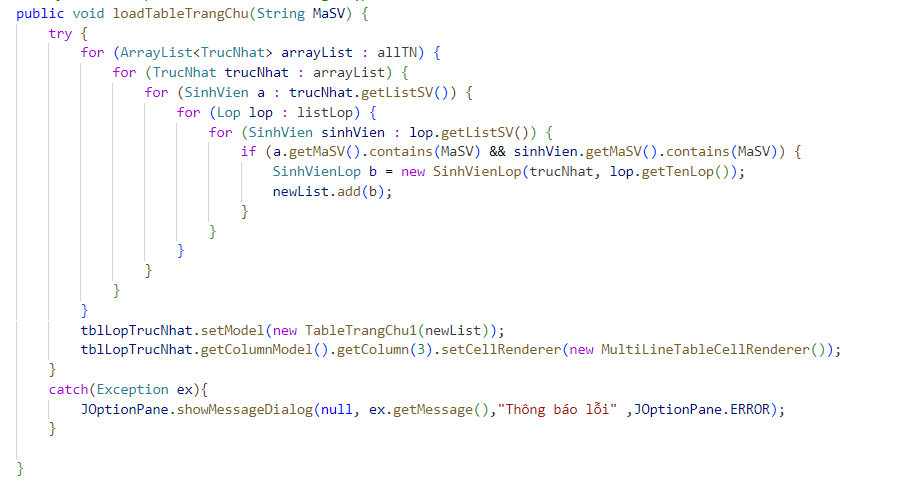 public void loadTableTrangChu(String MaSV) {
try {
for (ArrayList<TrucNhat> arrayList : allTN) {
for (TrucNhat trucNhat : arrayList) {
for (SinhVien a : trucNhat.getListSV()) {
for (Lop lop : listLop) {
for (SinhVien sinhVien : lop.getListSV()) {
if (a.getMaSV().contains(MaSV) && sinhVien.getMaSV().contains(MaSV)) {
SinhVienLop b = new SinhVienLop(trucNhat, lop.getTenLop());
newList.add(b);
}
}
}
}
}
}
tblLopTrucNhat.setModel(new TableTrangChu1(newList));
tblLopTrucNhat.getColumnModel().getColumn(3).setCellRenderer(new MultiLineTableCellRenderer());
}
catch(Exception ex){
JOptionPane.showMessageDialog(null, ex.getMessage(),"Thông báo lỗi" ,JOptionPane.ERROR);
}
}